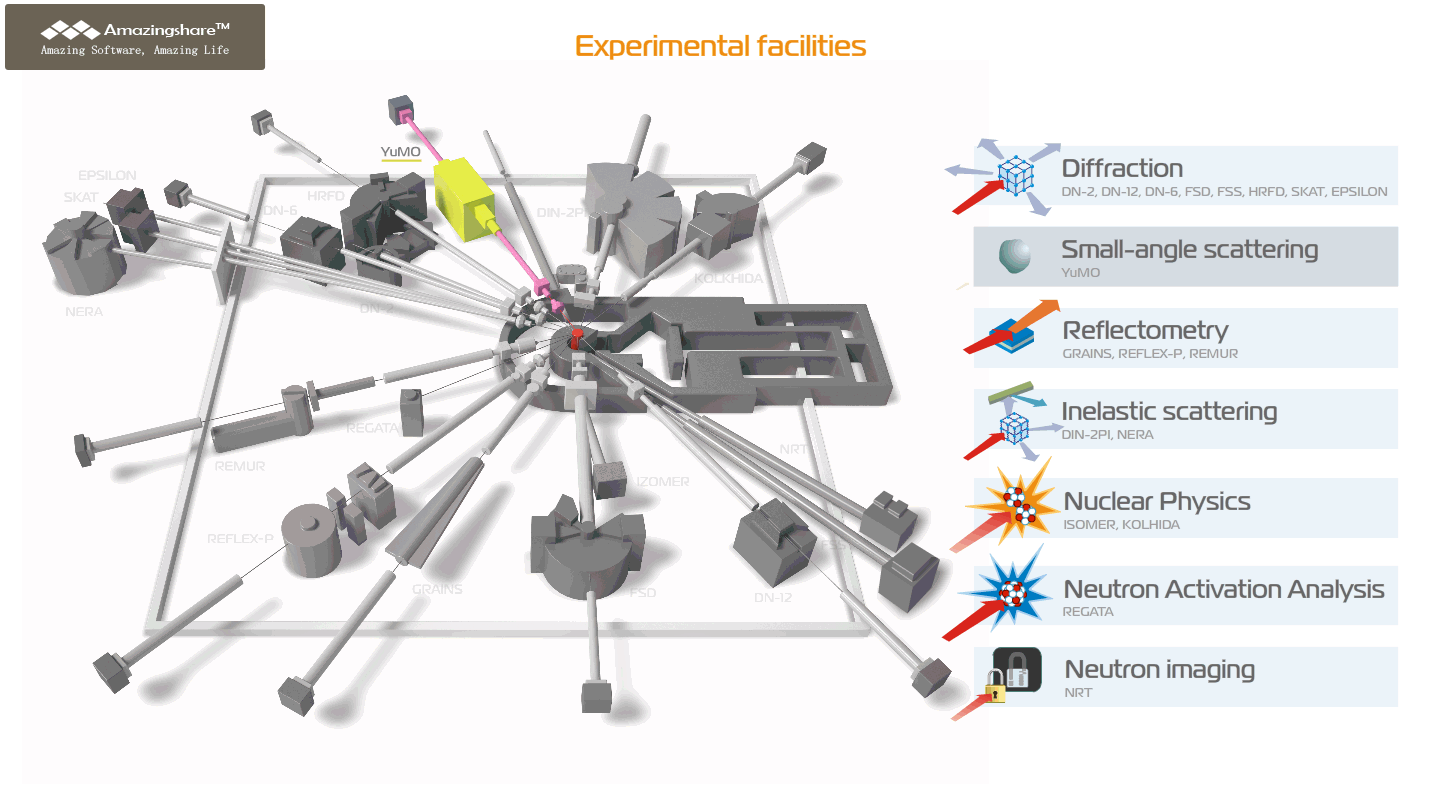 Amazingshare™
Amazing Software, Amazing Life
Experimental facilities
YuMO
EPSILON
SKAT
HRFD
DN-6
DIN-2PI
KOLKHIDA
NERA
DN-2
REGATA
REMUR
NRT
IZOMER
REFLEX-P
FSS
GRAINS
FSD
DN-12
Diffraction
DN-2, DN-12, DN-6, FSD, FSS, HRFD, SKAT, EPSILON
Small-angle scattering
YuMO
Reflectometry
GRAINS, REFLEX-P, REMUR
Inelastic scattering
DIN-2PI, NERA
Nuclear Physics
ISOMER, KOLHIDA
Neutron Activation Analysis
REGATA
Neutron imaging
NRT